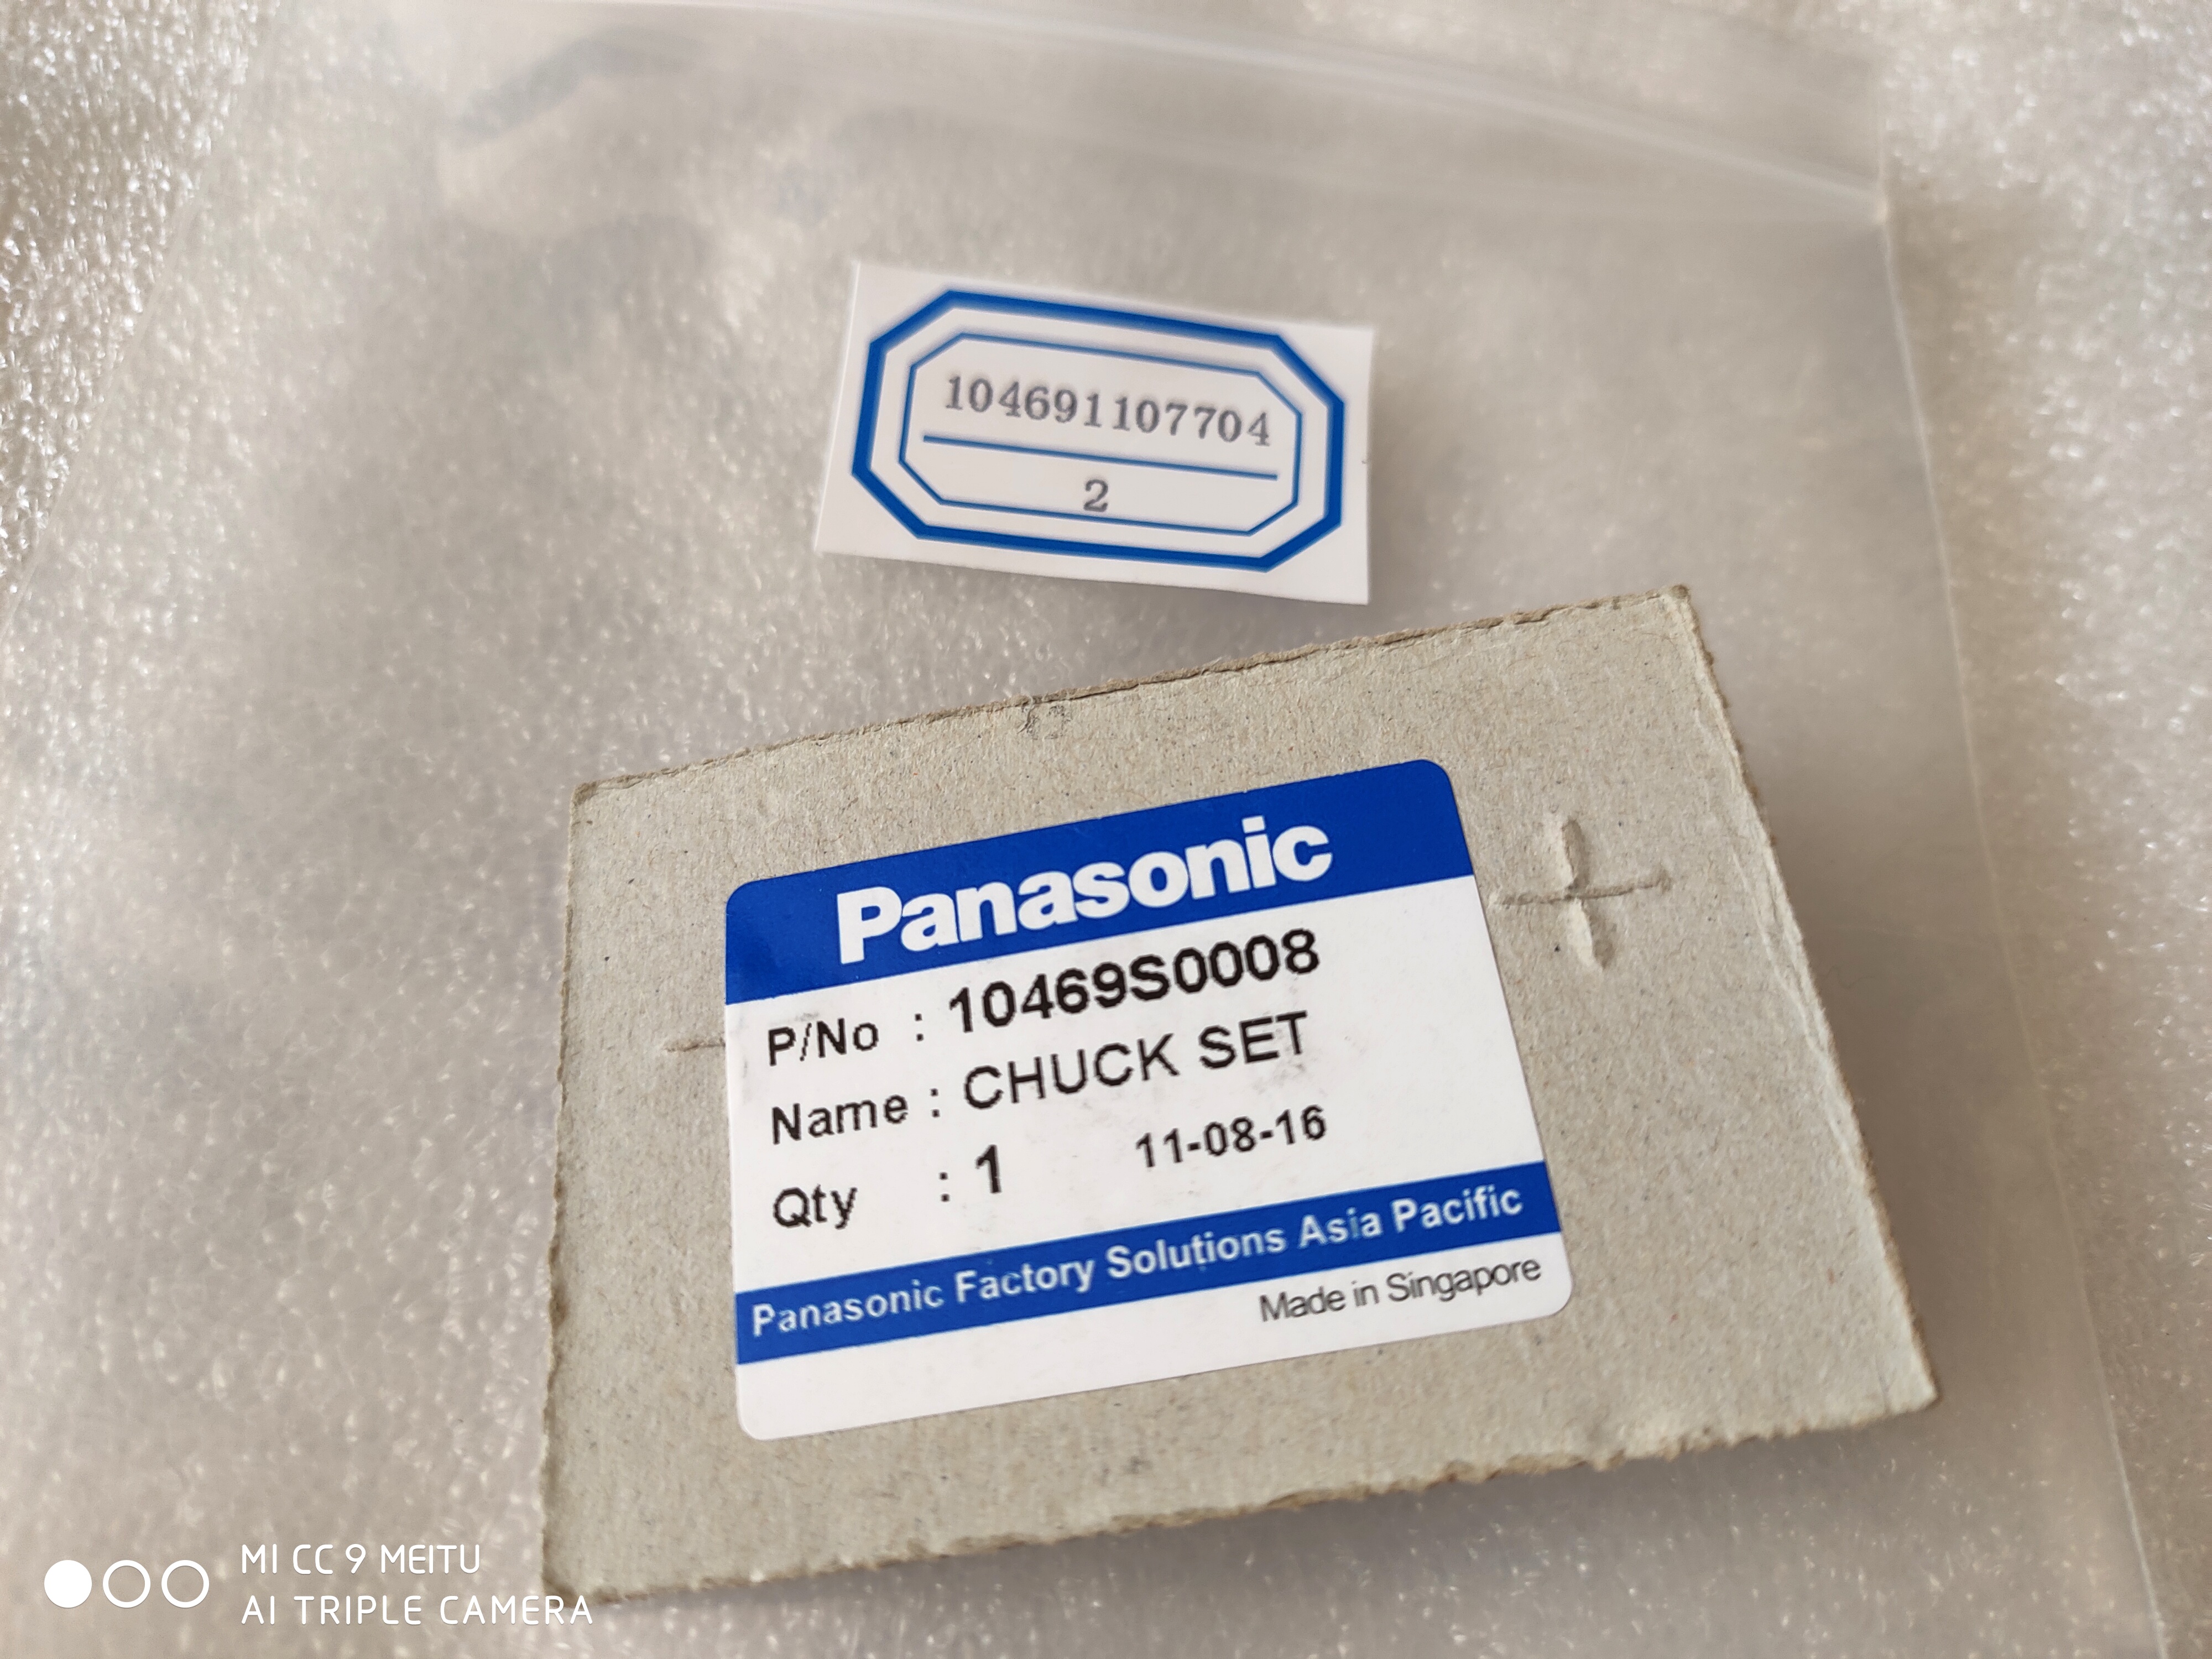 104691107704
2
Panasonic
P/No : 10469S0008
Name : CHUCK SET
Qty : 1 11-08-16
Panasonic Factory Solutions Asia Pacific
Made in Singapore
MI CC 9 MEITU
AI TRIPLE CAMERA